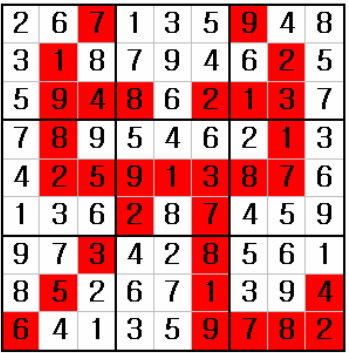 2 6 7 1 3 5 9 4 8
3 1 8 7 9 4 6 2 5
5 9 4 8 6 2 1 3 7
7 8 9 5 4 6 2 1 3
4 2 5 9 1 3 8 7 6
1 3 6 2 8 7 4 5 9
9 7 3 4 2 8 5 6 1
8 5 2 6 7 1 3 9 4
6 4 1 3 5 9 7 8 2